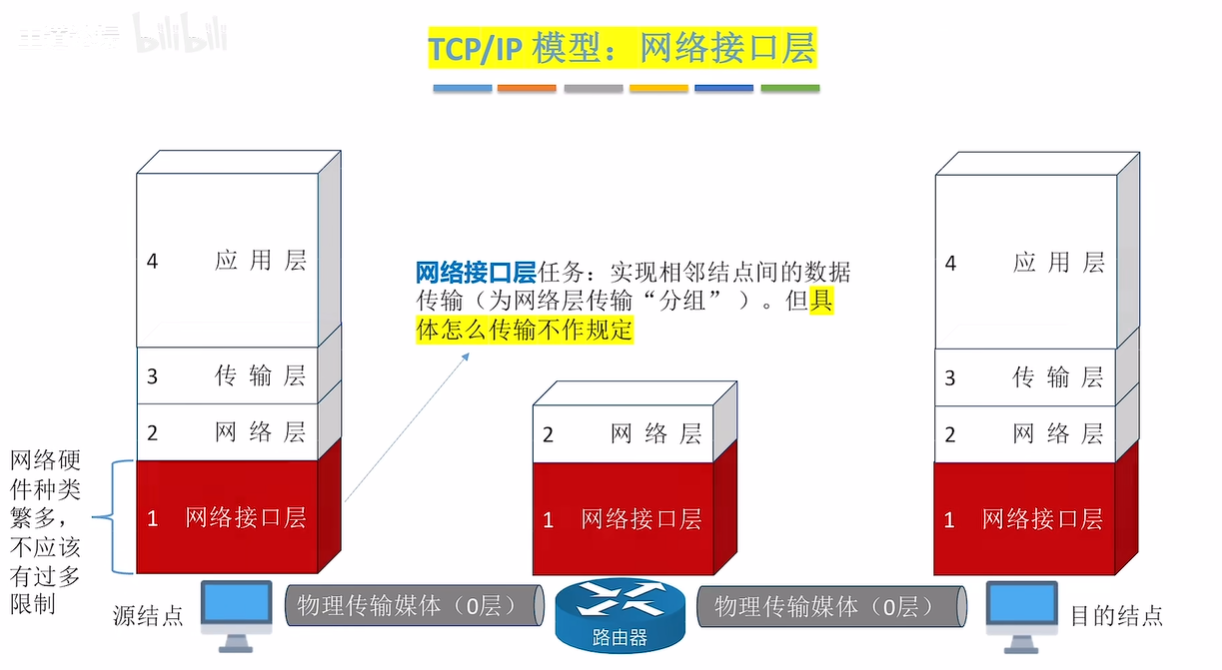 bilibili
TCP/IP 模型：网络接口层
4 应用层
3 传输层
2 网络层
1 网络接口层
网络硬
件种类
繁多，
不应该
有过多
限制
网络接口层任务：实现相邻结点间的数据
传输（为网络层传输“分组”）。但具
体怎么传输不作规定
2 网络层
1 网络接口层
4 应用层
3 传输层
2 网络层
1 网络接口层
源结点
物理传输媒体（0层）
路由器
物理传输媒体（0层）
目的结点